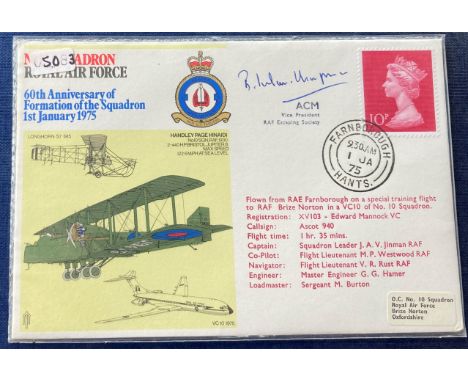 USO83
SQUADRON
ROYAL AIR FORCE
60th Anniversary of
Formation of the Squadron
1st January 1975
LONGHORN S7 945
HANDLEY PAGE HINAIDI
VC10 1975
ACM
Vice President
RAF Escaping Society
10P
FARNBOROUGH
930AM
1 JA
75
HANTS.
Flown from RAE Farnborough on a special training flight
to RAF Brize Norton in a VC10 of No. 10 Squadron.
Registration: XV103 - Edward Mannock VC
Callsign: Ascot 940
Flight time: 1 hr. 35 mins.
Captain: Squadron Leader J. A. V. Jinman RAF
Co-Pilot: Flight Lieutenant M. P. Westwood RAF
Navigator: Flight Lieutenant V. R. Rust RAF
Engineer: Master Engineer G. G. Hamer
Loadmaster: Sergeant M. Burton
O.C. No. 10 Squadron
Royal Air Force
Brize Norton
Oxfordshire